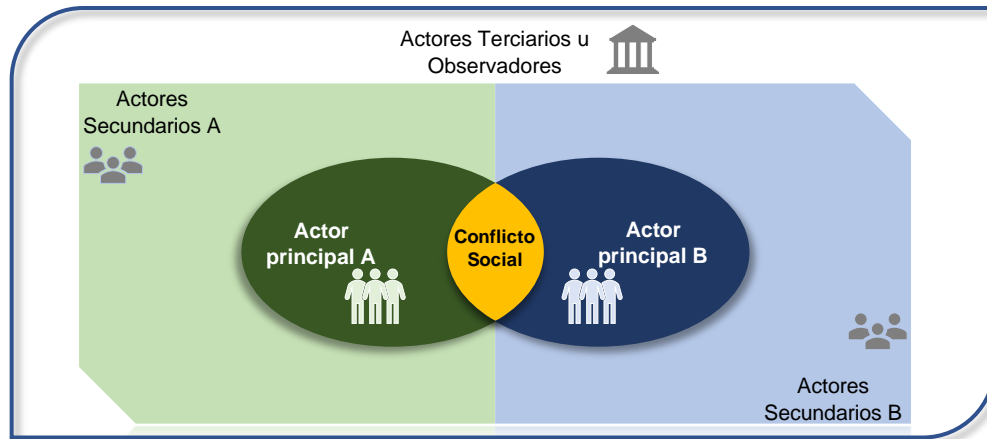 Actores Terciarios u
Observadores
Actores
Secundarios A
Actor
principal A
Conflicto
Social
Actor
principal B
Actores
Secundarios B